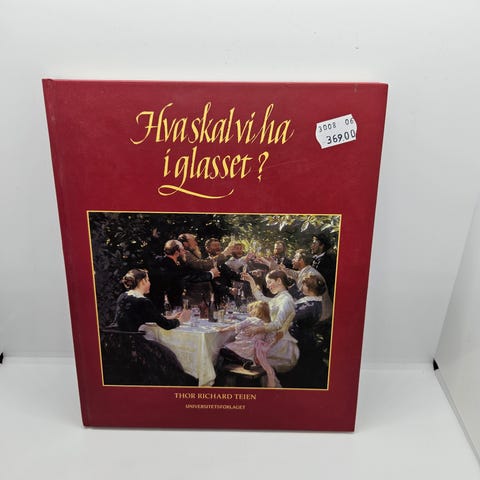 Hva skal vi ha
i glasset?
3008 06
369.00
THOR RICHARD TEIEN
UNIVERSITETSFORLAGET